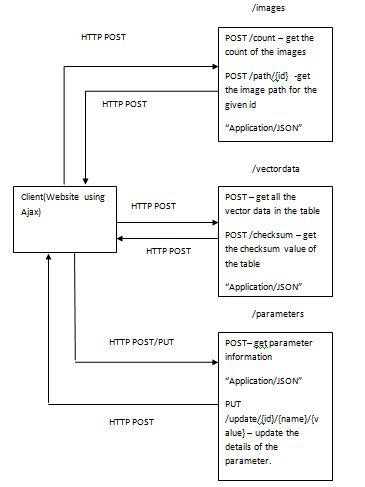 /images
HTTP POST
POST /count – get the
count of the images
POST /path/{id}  -get
the image path for the
given id
"Application/JSON"
HTTP POST
/vectordata
Client(Website using
Ajax)
HTTP POST
POST – get all the
vector data in the table
POST /checksum – get
the checksum value of
the table
"Application/JSON"
HTTP POST
/parameters
HTTP POST/PUT
POST– get parameter
information
"Application/JSON"
PUT
/update/{id}/{name}/{v
alue} – update the
details of the
parameter.
HTTP POST